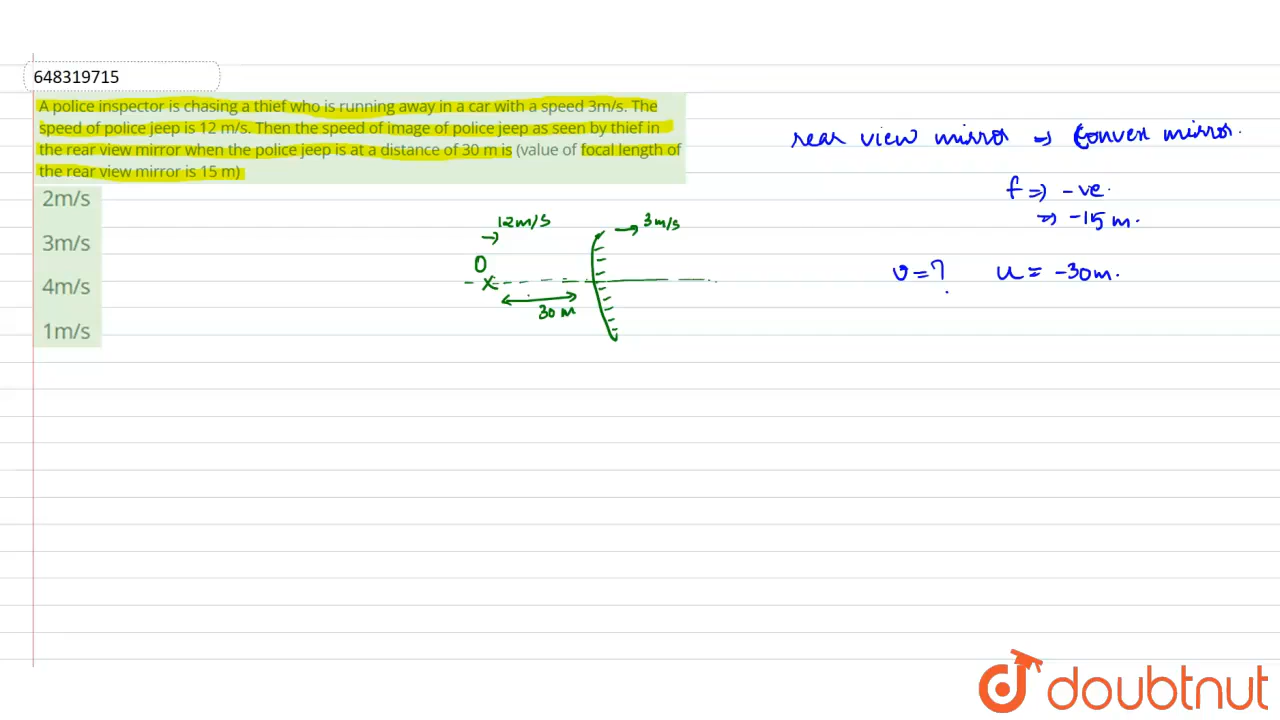 648319715
A police inspector is chasing a thief who is running away in a car with a speed 3m/s. The
speed of police jeep is 12 m/s. Then the speed of image of police jeep as seen by thief in
the rear view mirror when the police jeep is at a distance of 30 m is (value of focal length of
the rear view mirror is 15 m)
2m/s
3m/s
4m/s
1m/s
12m/s
3m/s
O
30 m
rear view mirror ⇒ Convex mirror.
f ⇒ -ve.
⇒ -15 m.
v = ? u = -30m.
doubtnut